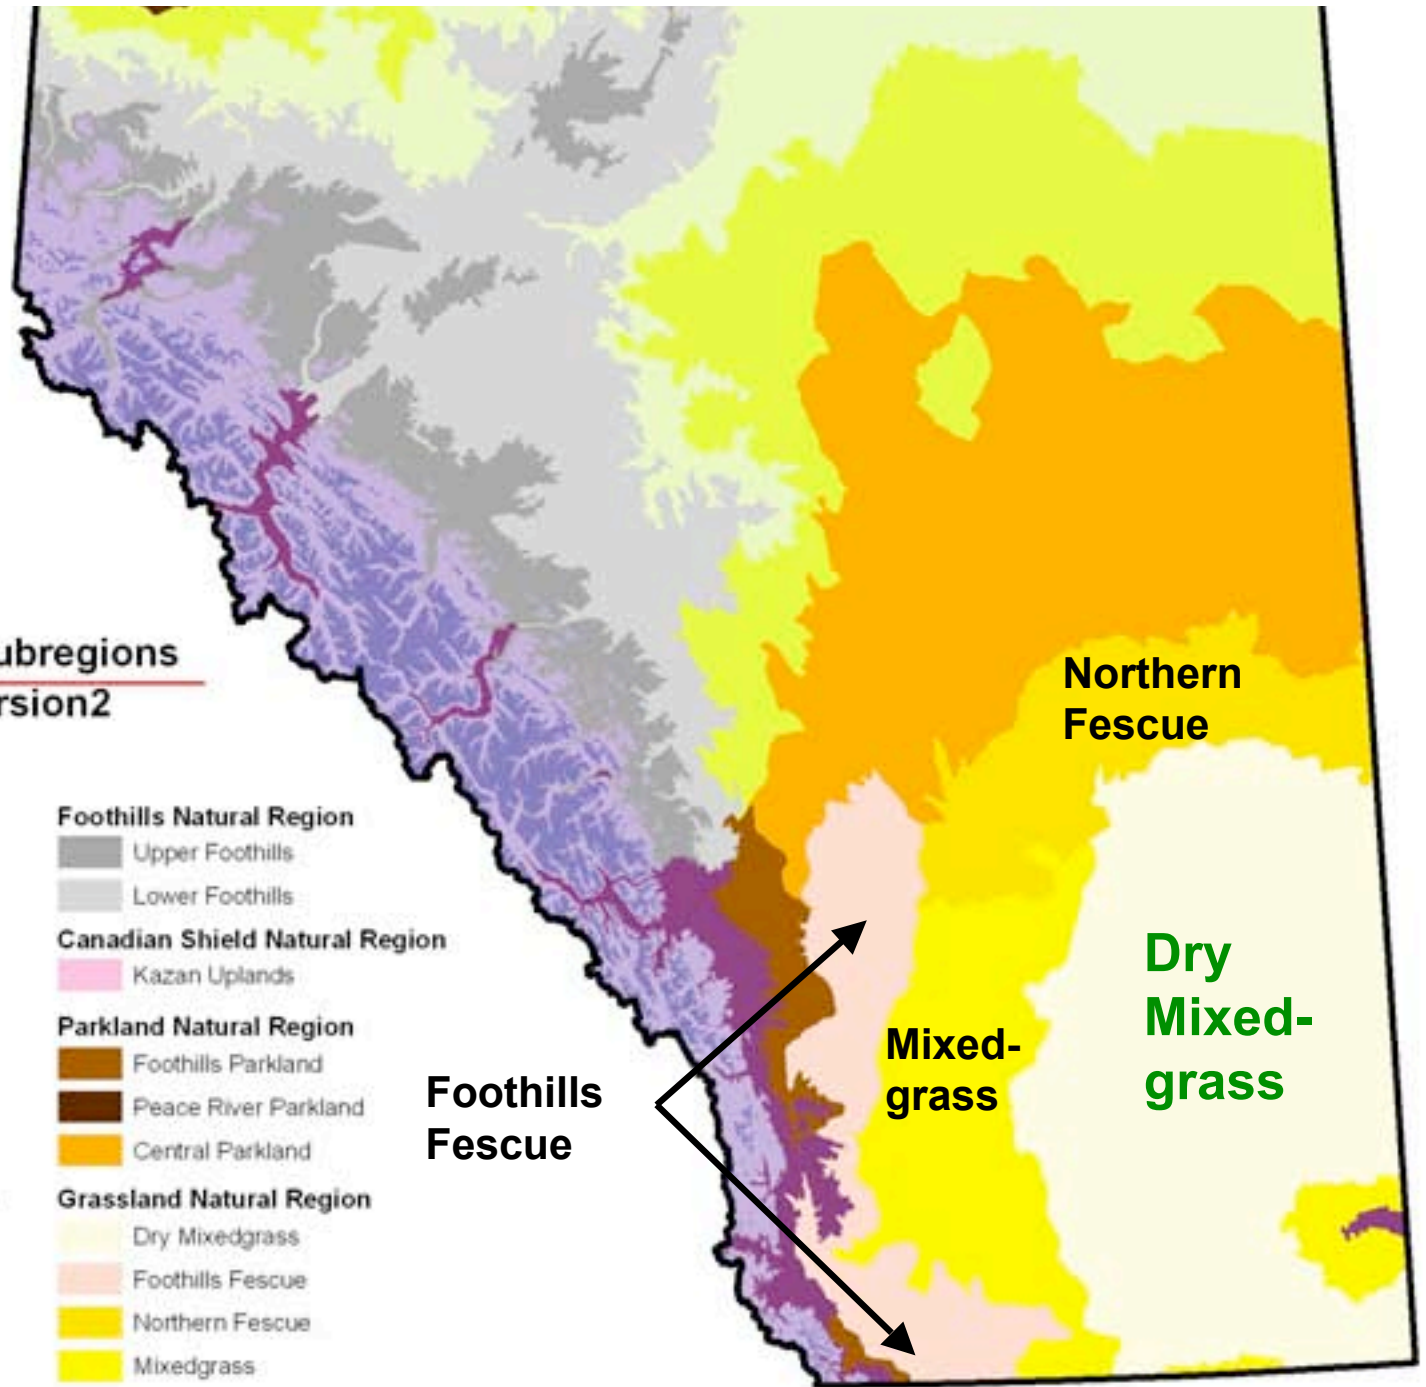 ubregions
rsion2
Foothills Natural Region
Upper Foothills
Lower Foothills
Canadian Shield Natural Region
Kazan Uplands
Parkland Natural Region
Foothills Parkland
Peace River Parkland
Central Parkland
Grassland Natural Region
Dry Mixedgrass
Foothills Fescue
Northern Fescue
Mixedgrass
Foothills
Fescue
Northern
Fescue
Mixed-
grass
Dry
Mixed-
grass